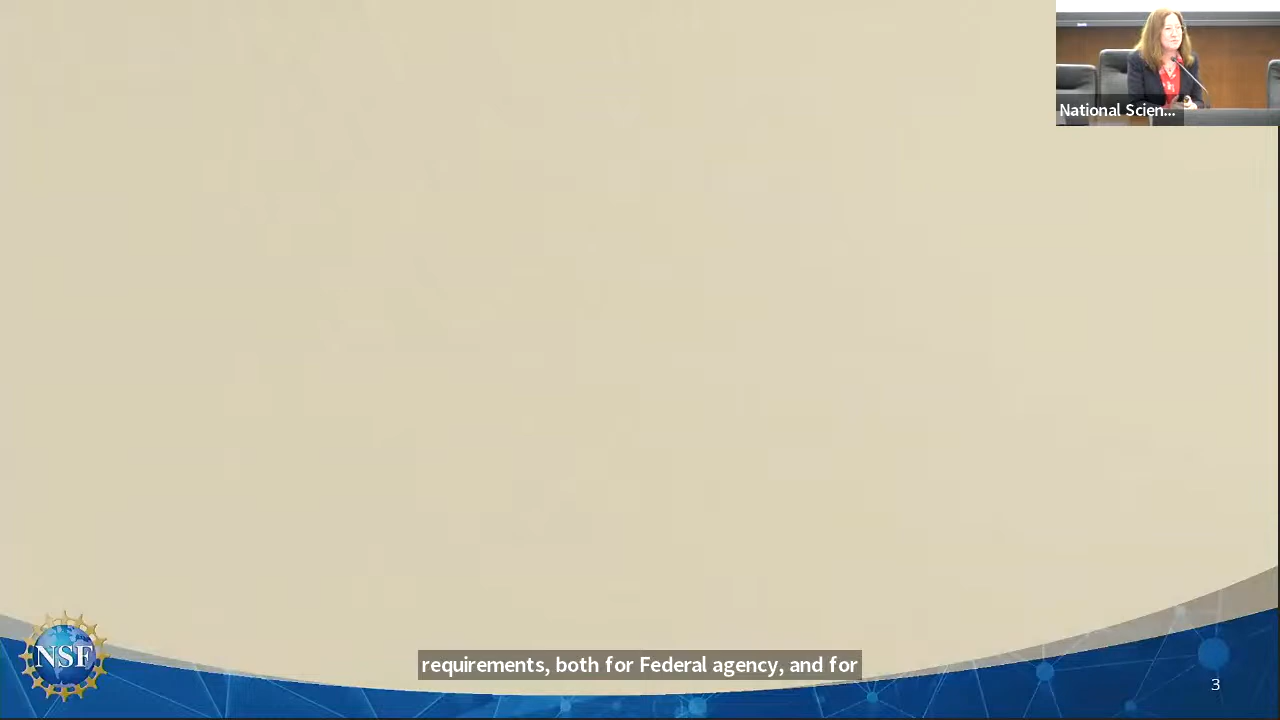 National Scien...
requirements, both for Federal agency, and for
NSF
3